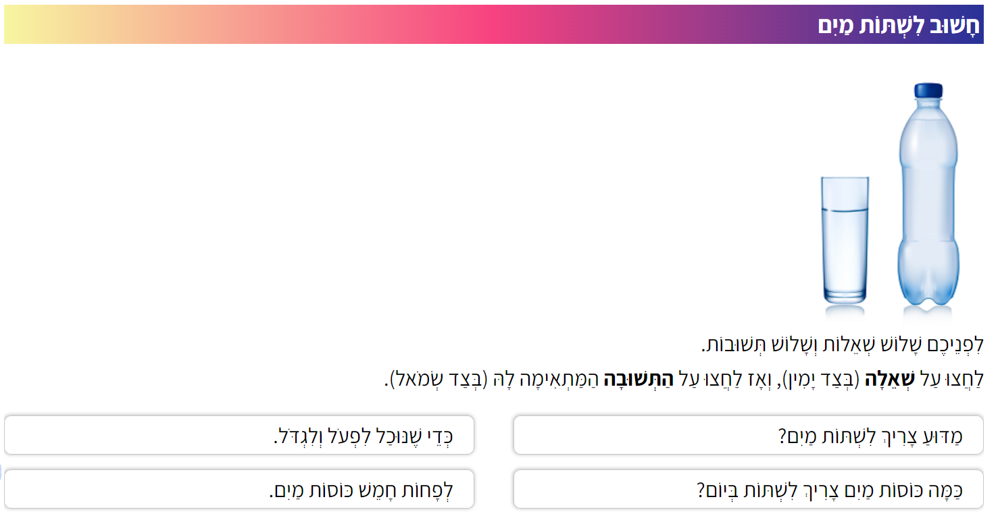 חָשׁוּב לִשְׁתּוֹת מַיִם
לִפְנֵיכֶם שָׁלוֹשׁ שְׁאֵלוֹת וְשָׁלוֹשׁ תְּשׁוּבוֹת.
לַחֲצוּ עַל שְׁאֵלָה (בְּצַד יָמִין), וְאָז לַחֲצוּ עַל הַתְּשׁוּבָה הַמַּתְאִימָה לָהּ (בְּצַד שְׂמֹאל).
מַדּוּעַ צָרִיךְ לִשְׁתּוֹת מַיִם?
כְּדֵי שֶׁנּוּכַל לִפְעֹל וְלִגְדֹּל.
כַּמָּה כּוֹסוֹת מַיִם צָרִיךְ לִשְׁתּוֹת בְּיוֹם?
לְפָחוֹת חָמֵשׁ כּוֹסוֹת מַיִם.